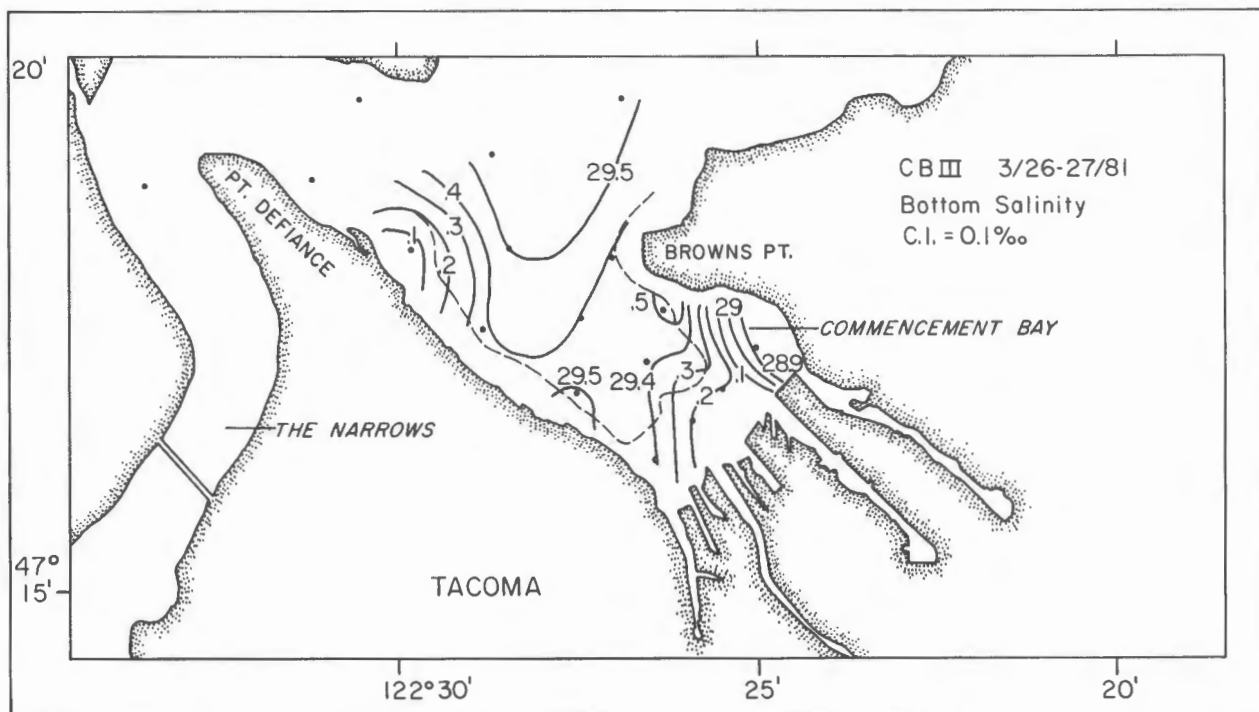 20'
PT. DEFIANCE
.4
.3
.1
.2
29.5
CB III 3/26-27/81
Bottom Salinity
C.I. = 0.1‰
BROWNS PT.
.5
29
COMMENCEMENT BAY
28.9
29.5
29.4
.3
.1
.2
THE NARROWS
47°
15'
TACOMA
122°30'
25'
20'